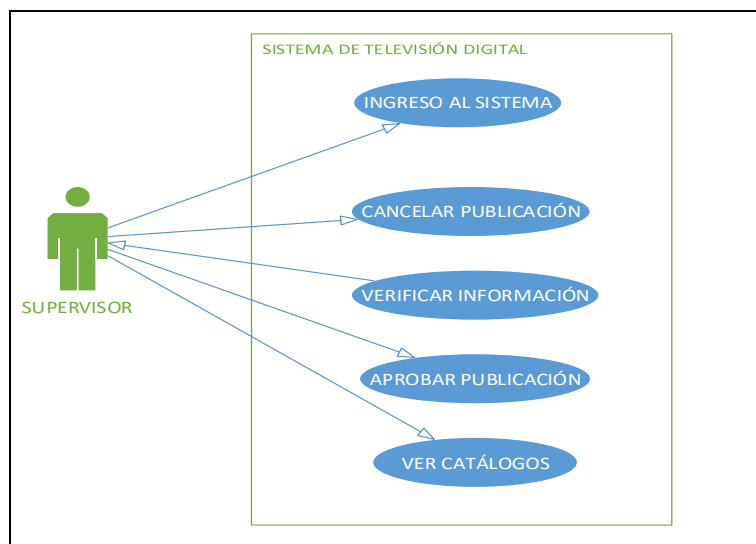 SISTEMA DE TELEVISIÓN DIGITAL
INGRESO AL SISTEMA
CANCELAR PUBLICACIÓN
VERIFICAR INFORMACIÓN
SUPERVISOR
APROBAR PUBLICACIÓN
VER CATÁLOGOS